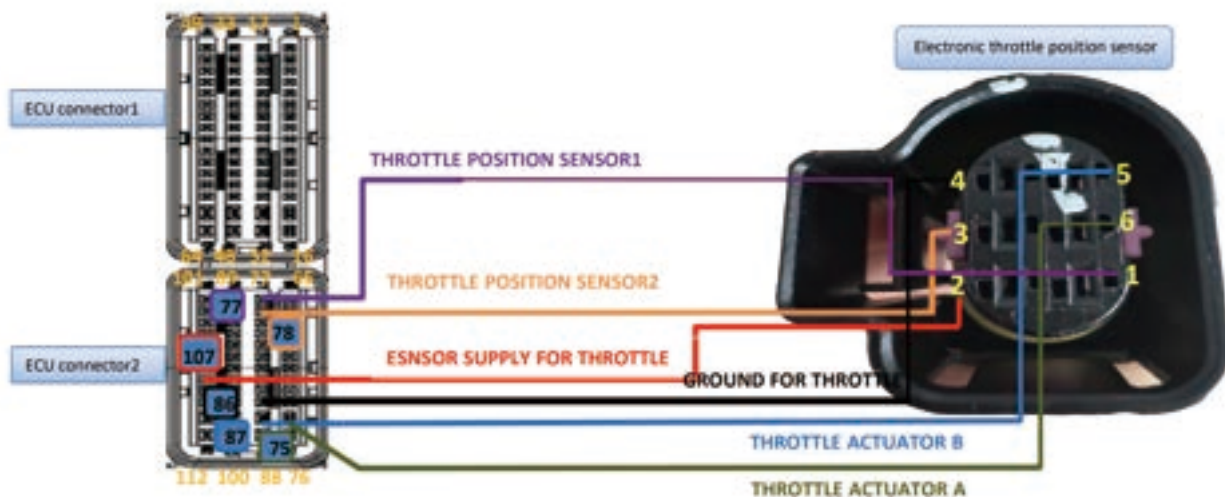 Electronic throttle position sensor
ECU connector1
THROTTLE POSITION SENSOR1
4
5
3
6
THROTTLE POSITION SENSOR2
2
1
77
78
107
ECU connector2
ESNSOR SUPPLY FOR THROTTLE
GROUND FOR THROTTLE
86
87
75
THROTTLE ACTUATOR B
112 100 88 76
THROTTLE ACTUATOR A